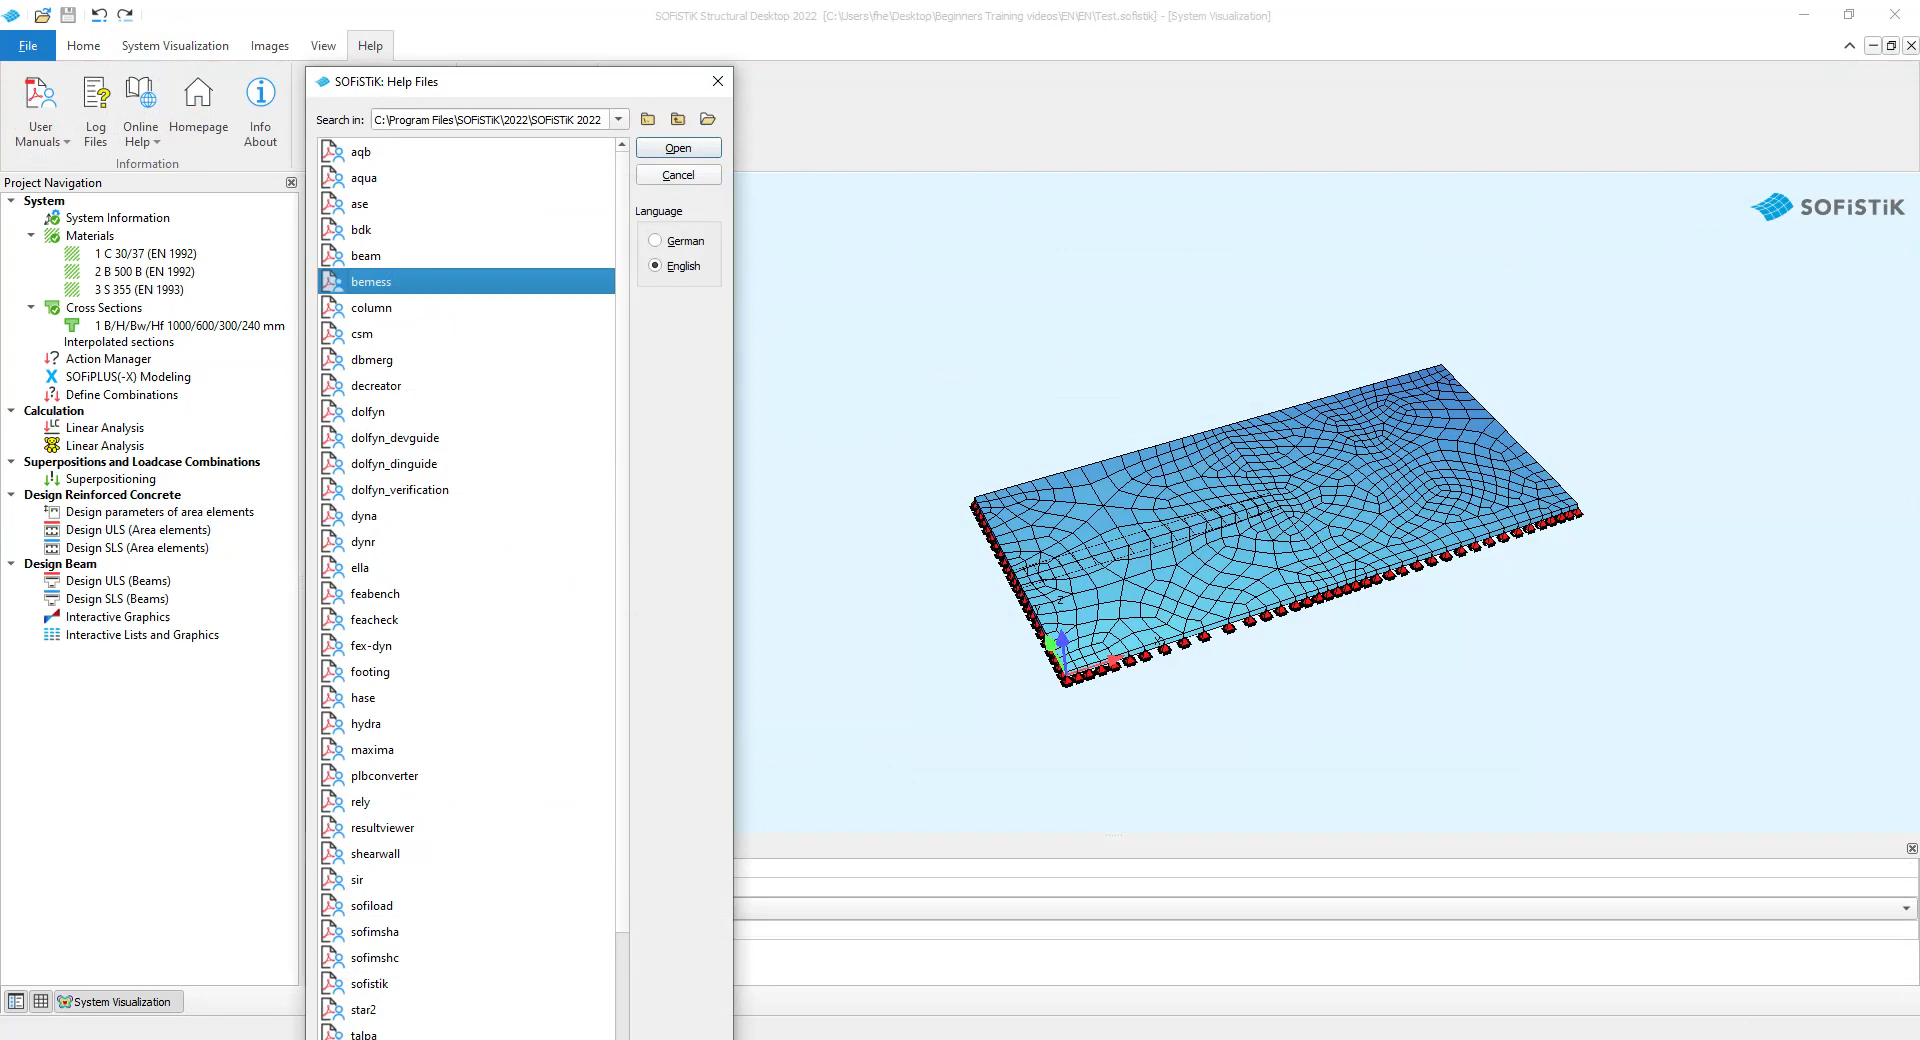 SOFiSTiK Structural Desktop 2022 [C:\Users\fhe\Desktop\Beginners Training videos\EN\EN\Test.sofistik] - [System Visualization]
File
Home
System Visualization
Images
View
Help
User Manuals
Log Files
Online Help
Homepage
Info About
Information
Project Navigation
System
System Information
Materials
1 C 30/37 (EN 1992)
2 B 500 B (EN 1992)
3 S 355 (EN 1993)
Cross Sections
1 B/H/Bw/Hf 1000/600/300/240 mm
Interpolated sections
Action Manager
SOFiPLUS(-X) Modeling
Define Combinations
Calculation
Linear Analysis
Linear Analysis
Superpositions and Loadcase Combinations
Superpositioning
Design Reinforced Concrete
Design parameters of area elements
Design ULS (Area elements)
Design SLS (Area elements)
Design Beam
Design ULS (Beams)
Design SLS (Beams)
Interactive Graphics
Interactive Lists and Graphics
System Visualization
SOFiSTiK: Help Files
Search in:
C:\Program Files\SOFiSTiK\2022\SOFiSTiK 2022
aqb
aqua
ase
bdk
beam
bemess
column
csm
dbmerg
decreator
dolfyn
dolfyn_devguide
dolfyn_dinguide
dolfyn_verification
dyna
dynr
ella
feabench
feacheck
fex-dyn
footing
hase
hydra
maxima
plbconverter
rely
resultviewer
shearwall
sir
sofiload
sofimsha
sofimshc
sofistik
star2
talpa
Open
Cancel
Language
German
English
SOFiSTiK
Z